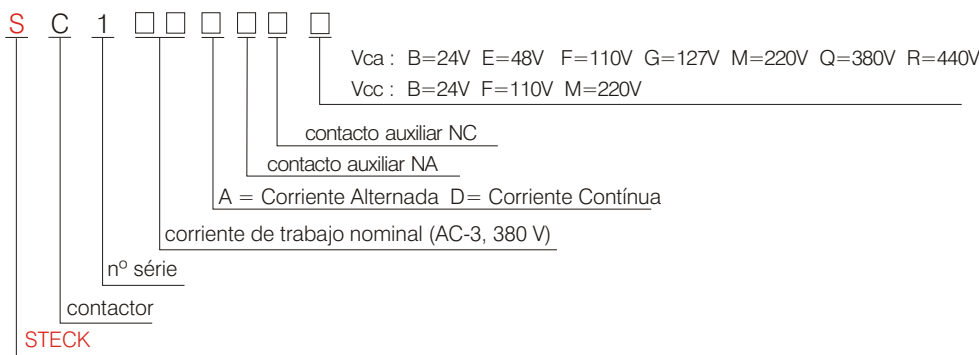 S C 1 □□ □ □ □ □
Vca : B=24V E=48V F=110V G=127V M=220V Q=380V R=440V
Vcc : B=24V F=110V M=220V
contacto auxiliar NC
contacto auxiliar NA
A = Corriente Alternada D= Corriente Contínua
corriente de trabajo nominal (AC-3, 380 V)
nº série
contactor
STECK